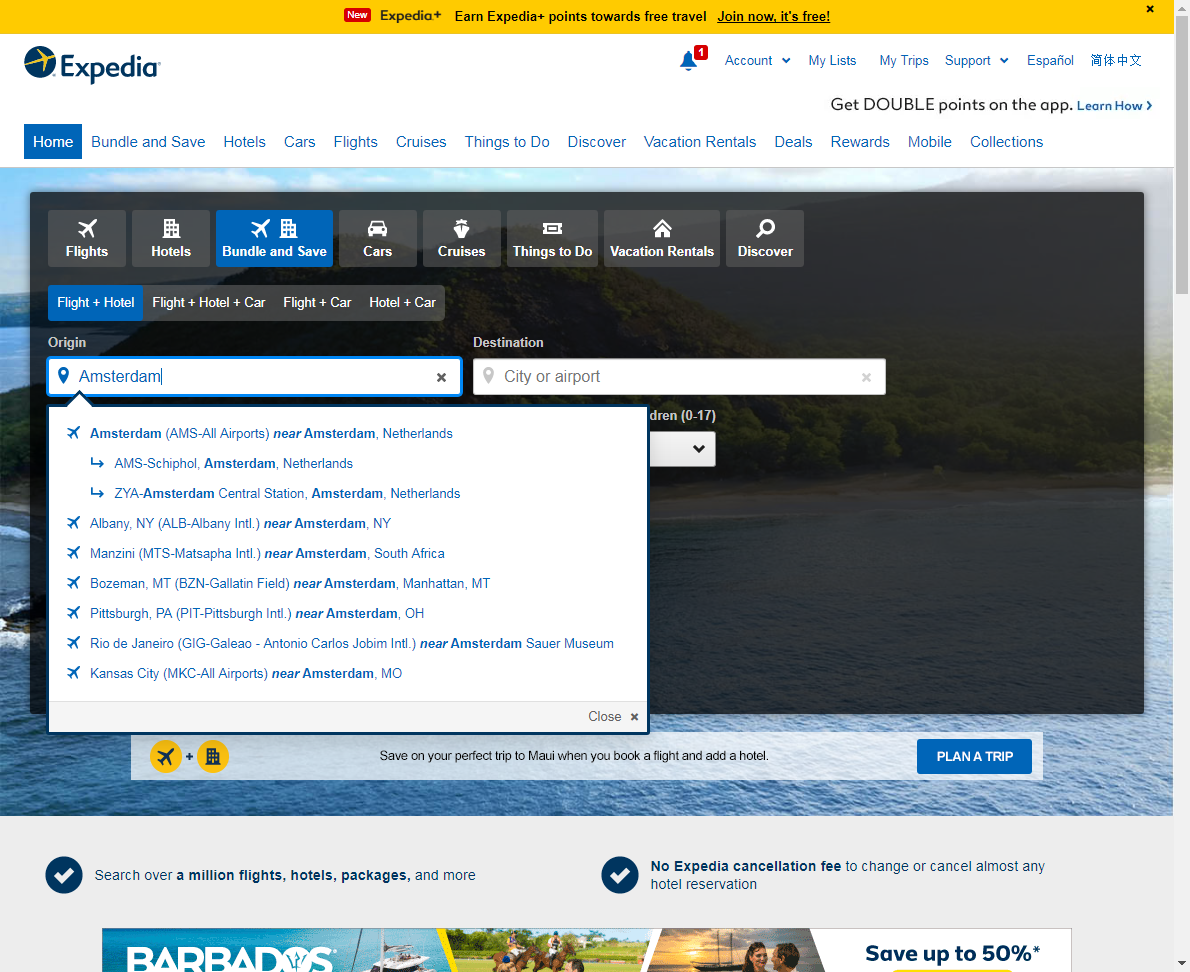 New Expedia+ Earn Expedia+ points towards free travel Join now, it's free!
Expedia
1 Account My Lists My Trips Support Español 简体中文
Get DOUBLE points on the app. Learn How
Home Bundle and Save Hotels Cars Flights Cruises Things to Do Discover Vacation Rentals Deals Rewards Mobile Collections
Flights Hotels Bundle and Save Cars Cruises Things to Do Vacation Rentals Discover
Flight + Hotel Flight + Hotel + Car Flight + Car Hotel + Car
Origin Destination
Amsterdam City or airport
dren (0-17)
Amsterdam (AMS-All Airports) near Amsterdam, Netherlands
AMS-Schiphol, Amsterdam, Netherlands
ZYA-Amsterdam Central Station, Amsterdam, Netherlands
Albany, NY (ALB-Albany Intl.) near Amsterdam, NY
Manzini (MTS-Matsapha Intl.) near Amsterdam, South Africa
Bozeman, MT (BZN-Gallatin Field) near Amsterdam, Manhattan, MT
Pittsburgh, PA (PIT-Pittsburgh Intl.) near Amsterdam, OH
Rio de Janeiro (GIG-Galeao - Antonio Carlos Jobim Intl.) near Amsterdam Sauer Museum
Kansas City (MKC-All Airports) near Amsterdam, MO
Close
+ Save on your perfect trip to Maui when you book a flight and add a hotel. PLAN A TRIP
Search over a million flights, hotels, packages, and more
No Expedia cancellation fee to change or cancel almost any
hotel reservation
BARBADOS
Save up to 50%*